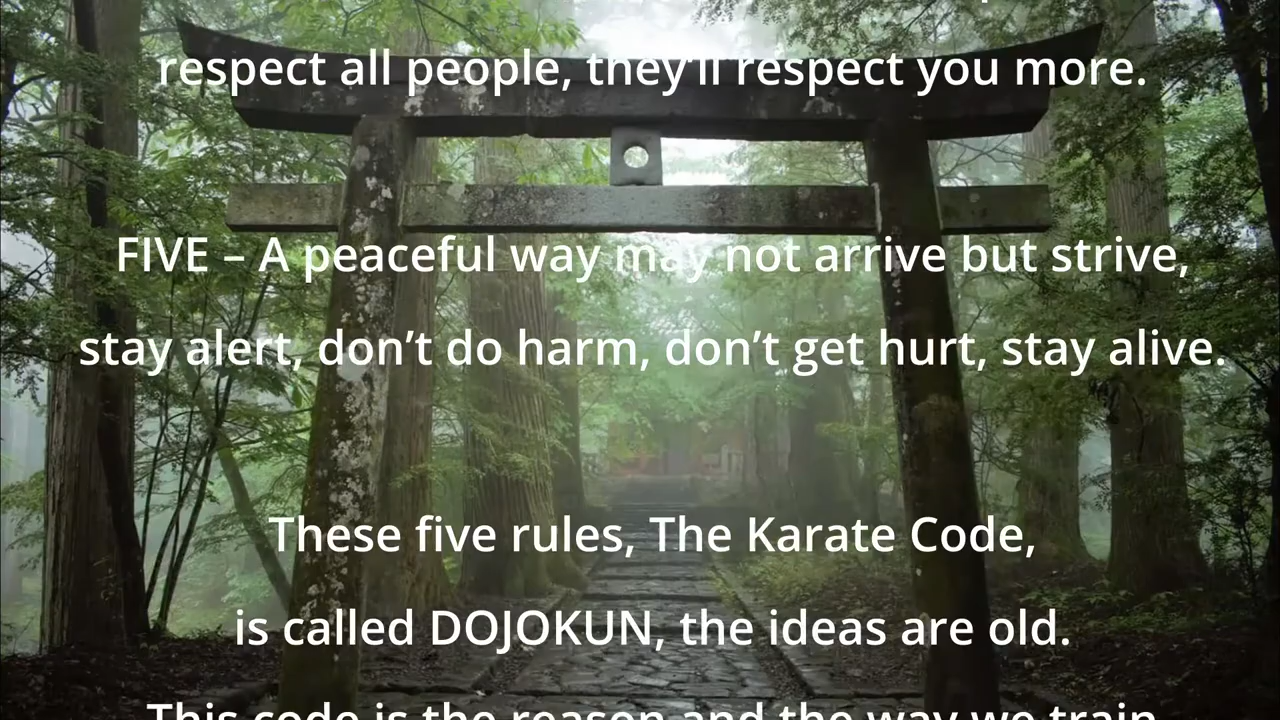 respect all people, they'll respect you more.
FIVE – A peaceful way may not arrive but strive,
stay alert, don’t do harm, don’t get hurt, stay alive.
These five rules, The Karate Code,
is called DOJOKUN, the ideas are old.
This code is the reason and the way we train